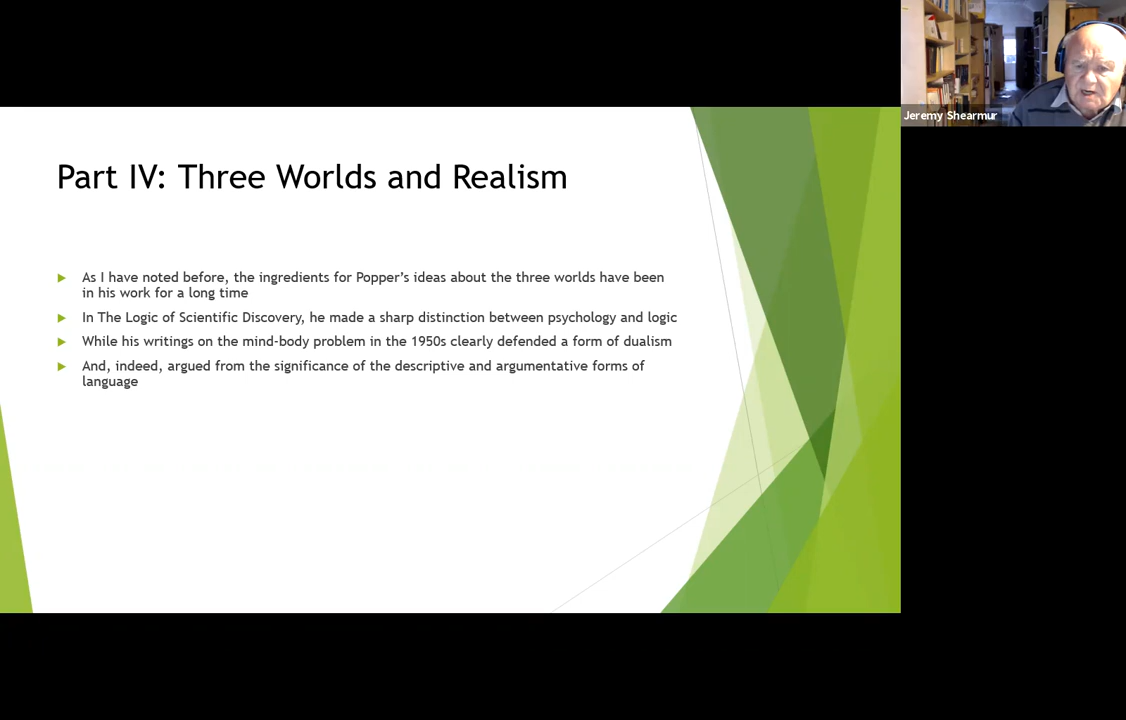 Jeremy Shearmur
Part IV: Three Worlds and Realism
As I have noted before, the ingredients for Popper's ideas about the three worlds have been
in his work for a long time
In The Logic of Scientific Discovery, he made a sharp distinction between psychology and logic
While his writings on the mind-body problem in the 1950s clearly defended a form of dualism
And, indeed, argued from the significance of the descriptive and argumentative forms of
language